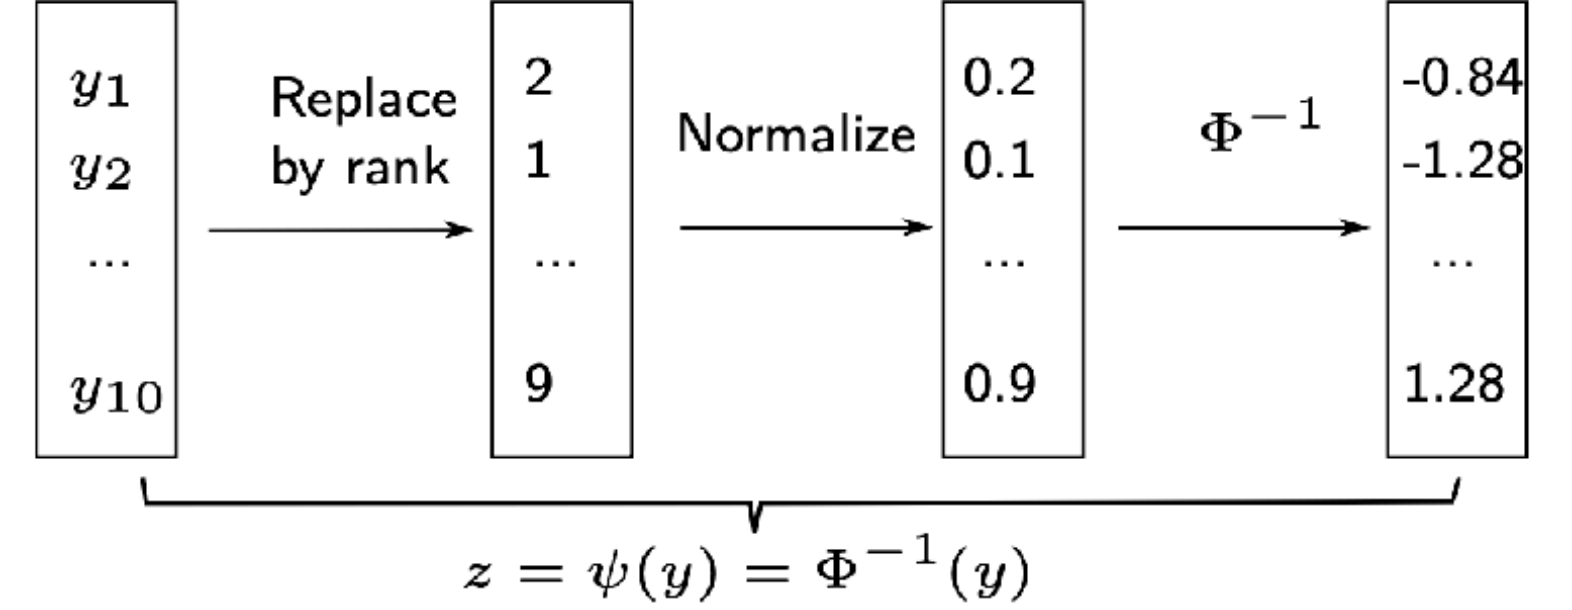 y1
y2
...
y10
Replace
by rank
2
1
...
9
Normalize
0.2
0.1
...
0.9
Φ−1
-0.84
-1.28
...
1.28
z = ψ(y) = Φ−1(y)